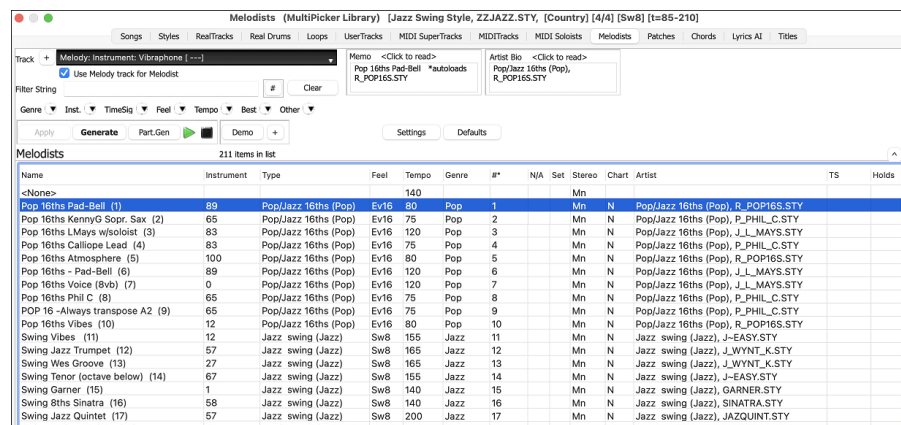 Melodists (MultiPicker Library) [Jazz Swing Style, ZZJAZZ.STY, [Country] [4/4] [Sw8] [t=85-210]
Songs Styles RealTracks Real Drums Loops UserTracks MIDI SuperTracks MIDITracks MIDI Soloists Melodists Patches Chords Lyrics AI Titles
Track + Melody: Instrument: Vibraphone [ ---] Memo <Click to read> Artist Bio <Click to read>
Use Melody track for Melodist Pop 16ths Pad-Bell *autoloads Pop/Jazz 16ths (Pop),
R_POP16S.STY R_POP16S.STY
Filter String # Clear
Genre Inst. TimeSig Feel Tempo Best Other
Apply Generate Part.Gen Demo + Settings Defaults
Melodists 211 items in list
Name Instrument Type Feel Tempo Genre #* N/A Set Stereo Chart Artist TS Holds
<None> 140 Mn
Pop 16ths Pad-Bell (1) 89 Pop/Jazz 16ths (Pop) Ev16 80 Pop 1 Mn N Pop/Jazz 16ths (Pop), R_POP16S.STY
Pop 16ths KennyG Sopr. Sax (2) 65 Pop/Jazz 16ths (Pop) Ev16 75 Pop 2 Mn N Pop/Jazz 16ths (Pop), P_PHIL_C.STY
Pop 16ths LMays w/soloist (3) 83 Pop/Jazz 16ths (Pop) Ev16 120 Pop 3 Mn N Pop/Jazz 16ths (Pop), J_L_MAYS.STY
Pop 16ths Calliope Lead (4) 83 Pop/Jazz 16ths (Pop) Ev16 75 Pop 4 Mn N Pop/Jazz 16ths (Pop), P_PHIL_C.STY
Pop 16ths Atmosphere (5) 100 Pop/Jazz 16ths (Pop) Ev16 80 Pop 5 Mn N Pop/Jazz 16ths (Pop), R_POP16S.STY
Pop 16ths - Pad-Bell (6) 89 Pop/Jazz 16ths (Pop) Ev16 120 Pop 6 Mn N Pop/Jazz 16ths (Pop), J_L_MAYS.STY
Pop 16ths Voice (8vb) (7) 0 Pop/Jazz 16ths (Pop) Ev16 120 Pop 7 Mn N Pop/Jazz 16ths (Pop), J_L_MAYS.STY
Pop 16ths Phil C (8) 65 Pop/Jazz 16ths (Pop) Ev16 75 Pop 8 Mn N Pop/Jazz 16ths (Pop), P_PHIL_C.STY
POP 16 -Always transpose A2 (9) 65 Pop/Jazz 16ths (Pop) Ev16 75 Pop 9 Mn N Pop/Jazz 16ths (Pop), P_PHIL_C.STY
Pop 16ths Vibes (10) 12 Pop/Jazz 16ths (Pop) Ev16 80 Pop 10 Mn N Pop/Jazz 16ths (Pop), R_POP16S.STY
Swing Vibes (11) 12 Jazz swing (Jazz) Sw8 155 Jazz 11 Mn N Jazz swing (Jazz), J~EASY.STY
Swing Jazz Trumpet (12) 57 Jazz swing (Jazz) Sw8 165 Jazz 12 Mn N Jazz swing (Jazz), J_WYNT_K.STY
Swing Wes Groove (13) 27 Jazz swing (Jazz) Sw8 165 Jazz 13 Mn N Jazz swing (Jazz), J_WYNT_K.STY
Swing Tenor (octave below) (14) 67 Jazz swing (Jazz) Sw8 155 Jazz 14 Mn N Jazz swing (Jazz), J~EASY.STY
Swing Garner (15) 1 Jazz swing (Jazz) Sw8 140 Jazz 15 Mn N Jazz swing (Jazz), GARNER.STY
Swing 8ths Sinatra (16) 58 Jazz swing (Jazz) Sw8 140 Jazz 16 Mn N Jazz swing (Jazz), SINATRA.STY
Swing Jazz Quintet (17) 57 Jazz swing (Jazz) Sw8 200 Jazz 17 Mn N Jazz swing (Jazz), JAZQUINT.STY